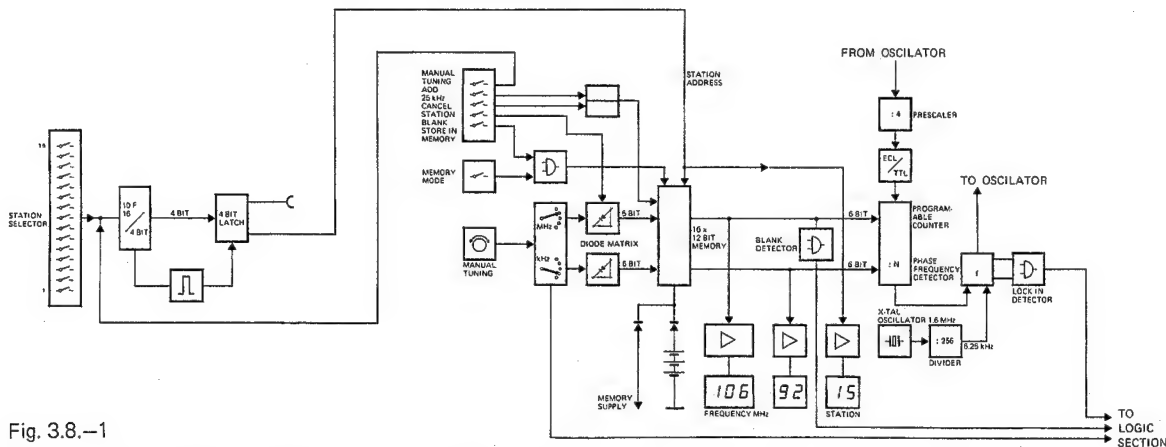 FROM OSCILATOR
: 4
PRESCALER
ECL/
TTL
TO OSCILATOR
MANUAL
TUNING
ADD
25 kHz
CANCEL
STATION
BLANK
STORE IN
MEMORY
MEMORY
MODE
STATION
ADDRESS
16
STATION
SELECTOR
1
1 OF
16
/4 BIT
4 BIT
4 BIT
LATCH
MANUAL
TUNING
MHz
kHz
5 BIT
DIODE MATRIX
6 BIT
16 x
12 BIT
MEMORY
BLANK
DETECTOR
6 BIT
6 BIT
PROGRAM-
ABLE
COUNTER
: N
PHASE
FREQUENCY
DETECTOR
f
LOCK IN
DETECTOR
X-TAL
OSCILLATOR 1.6 MHz
: 256
6.25 kHz
DIVIDER
MEMORY
SUPPLY
106
92
15
FREQUENCY MHz
STATION
TO
LOGIC
SECTION
Fig. 3.8.—1